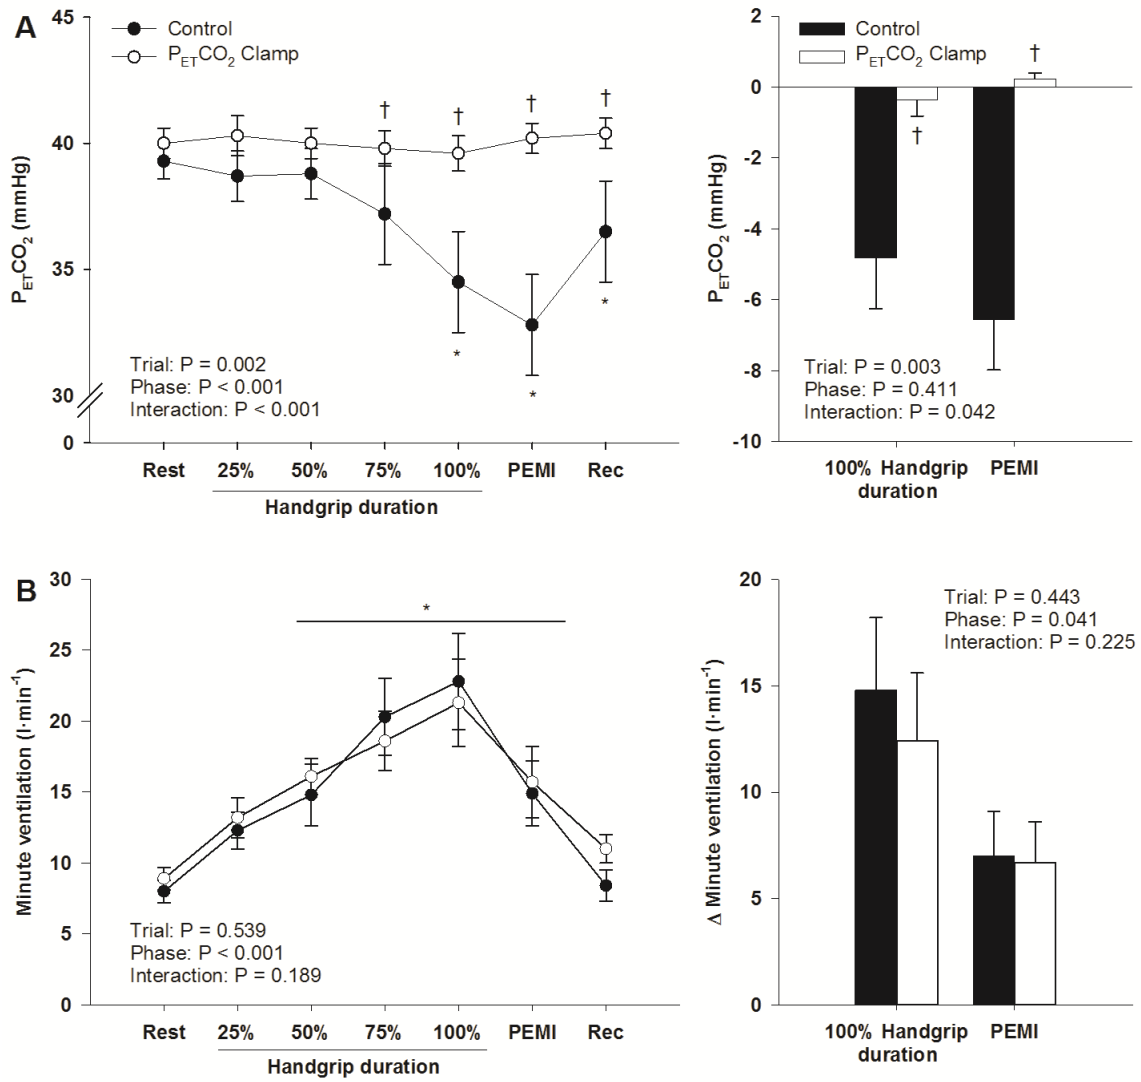 A
Control
PETCO2 Clamp
45
40
35
30
0
PETCO2 (mmHg)
† † † †
* * *
Trial: P = 0.002
Phase: P < 0.001
Interaction: P < 0.001
Rest 25% 50% 75% 100% PEMI Rec
Handgrip duration
Control
PETCO2 Clamp
2
0
-2
-4
-6
-8
-10
PETCO2 (mmHg)
† †
Trial: P = 0.003
Phase: P = 0.411
Interaction: P = 0.042
100% Handgrip PEMI
duration
B
30
25
20
15
10
5
0
Minute ventilation (l·min-1)
*
Trial: P = 0.539
Phase: P < 0.001
Interaction: P = 0.189
Rest 25% 50% 75% 100% PEMI Rec
Handgrip duration
20
15
10
5
0
Δ Minute ventilation (l·min-1)
Trial: P = 0.443
Phase: P = 0.041
Interaction: P = 0.225
100% Handgrip PEMI
duration